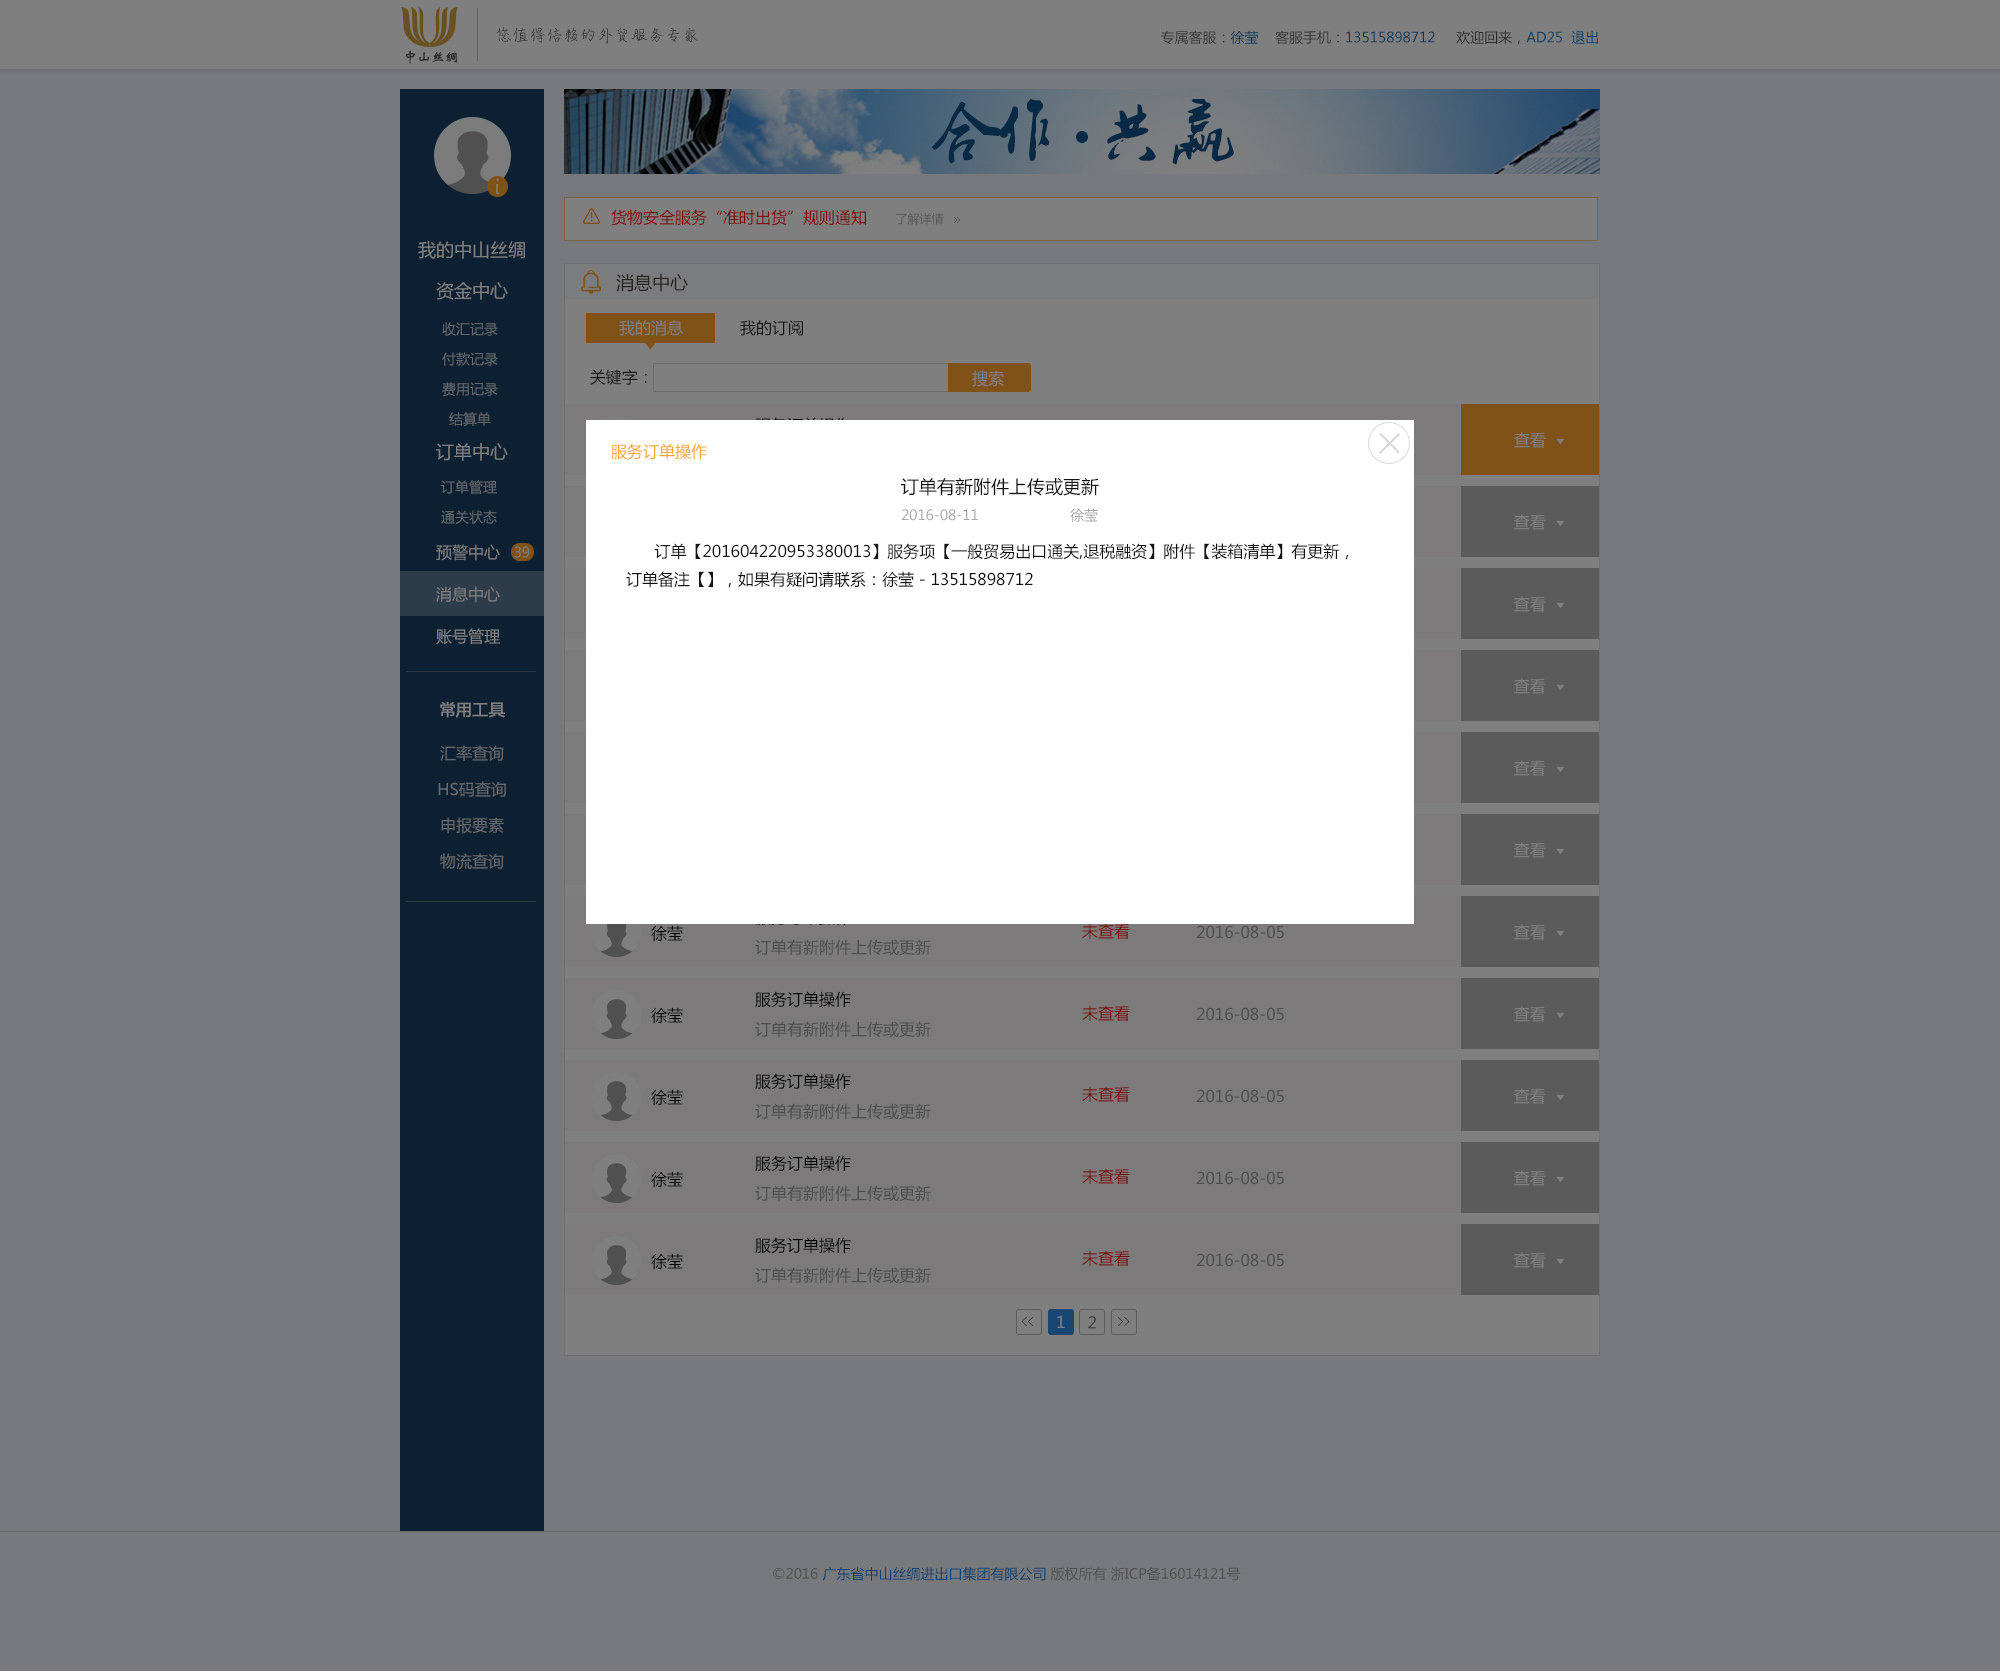 中山丝绸
您值得信赖的外贸服务专家
专属客服：徐莹 客服手机：13515898712 欢迎回来，AD25 退出
合作·共赢
货物安全服务“准时出货”规则通知 了解详情 »
我的中山丝绸
资金中心
收汇记录
付款记录
费用记录
结算单
订单中心
订单管理
通关状态
预警中心 39
消息中心
账号管理
常用工具
汇率查询
HS码查询
申报要素
物流查询
消息中心
我的消息 我的订阅
关键字： 搜索
查看
查看
查看
查看
查看
查看
服务订单操作
订单有新附件上传或更新
2016-08-11 徐莹
订单【201604220953380013】服务项【一般贸易出口通关,退税融资】附件【装箱清单】有更新，
订单备注【】，如果有疑问请联系：徐莹 - 13515898712
徐莹 未查看 2016-08-05 查看
订单有新附件上传或更新
服务订单操作
徐莹 未查看 2016-08-05 查看
订单有新附件上传或更新
服务订单操作
徐莹 未查看 2016-08-05 查看
订单有新附件上传或更新
服务订单操作
徐莹 未查看 2016-08-05 查看
订单有新附件上传或更新
服务订单操作
徐莹 未查看 2016-08-05 查看
订单有新附件上传或更新
<< 1 2 >>
©2016 广东省中山丝绸进出口集团有限公司 版权所有 浙ICP备16014121号